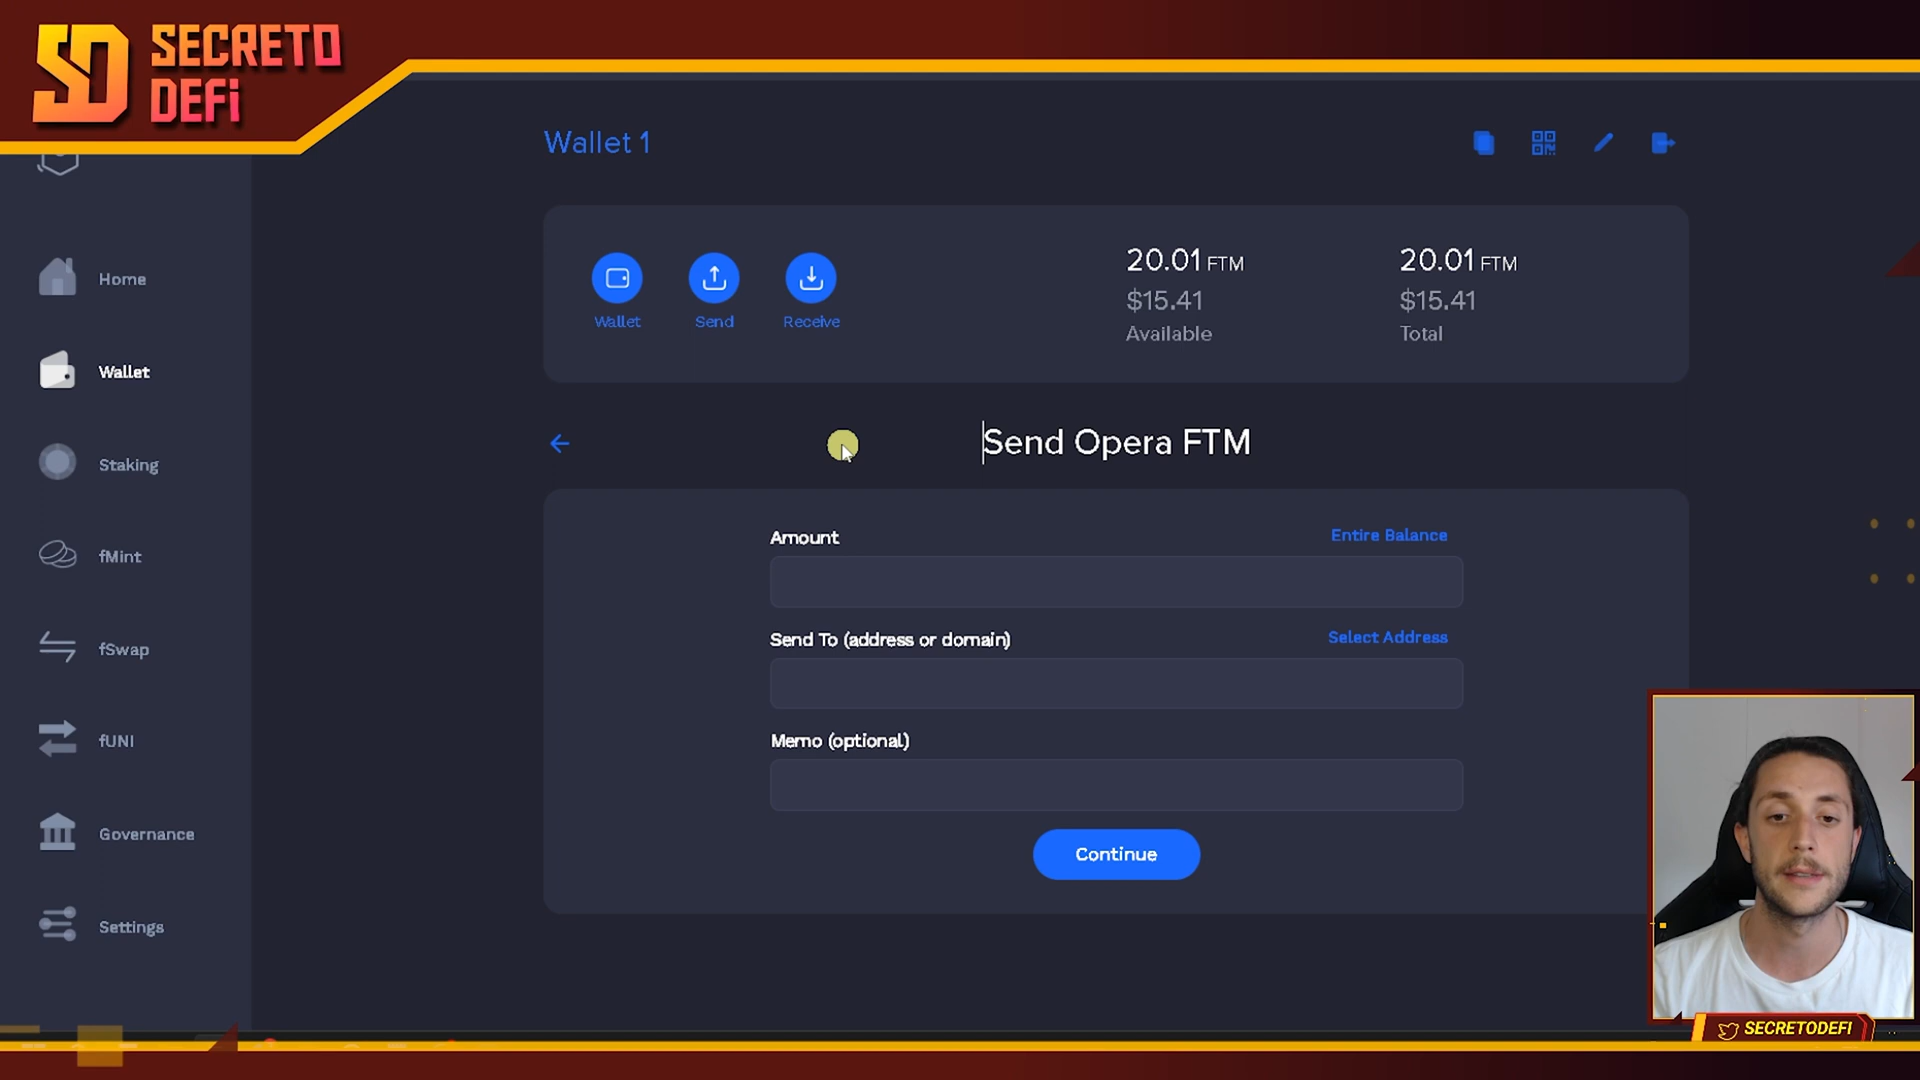 SECRETO
DEFi
Wallet 1
Home
Wallet
Staking
fMint
fSwap
fUNI
Governance
Settings
Wallet
Send
Receive
20.01 FTM
$15.41
Available
20.01 FTM
$15.41
Total
Send Opera FTM
Amount
Entire Balance
Send To (address or domain)
Select Address
Memo (optional)
Continue
SECRETODEFI